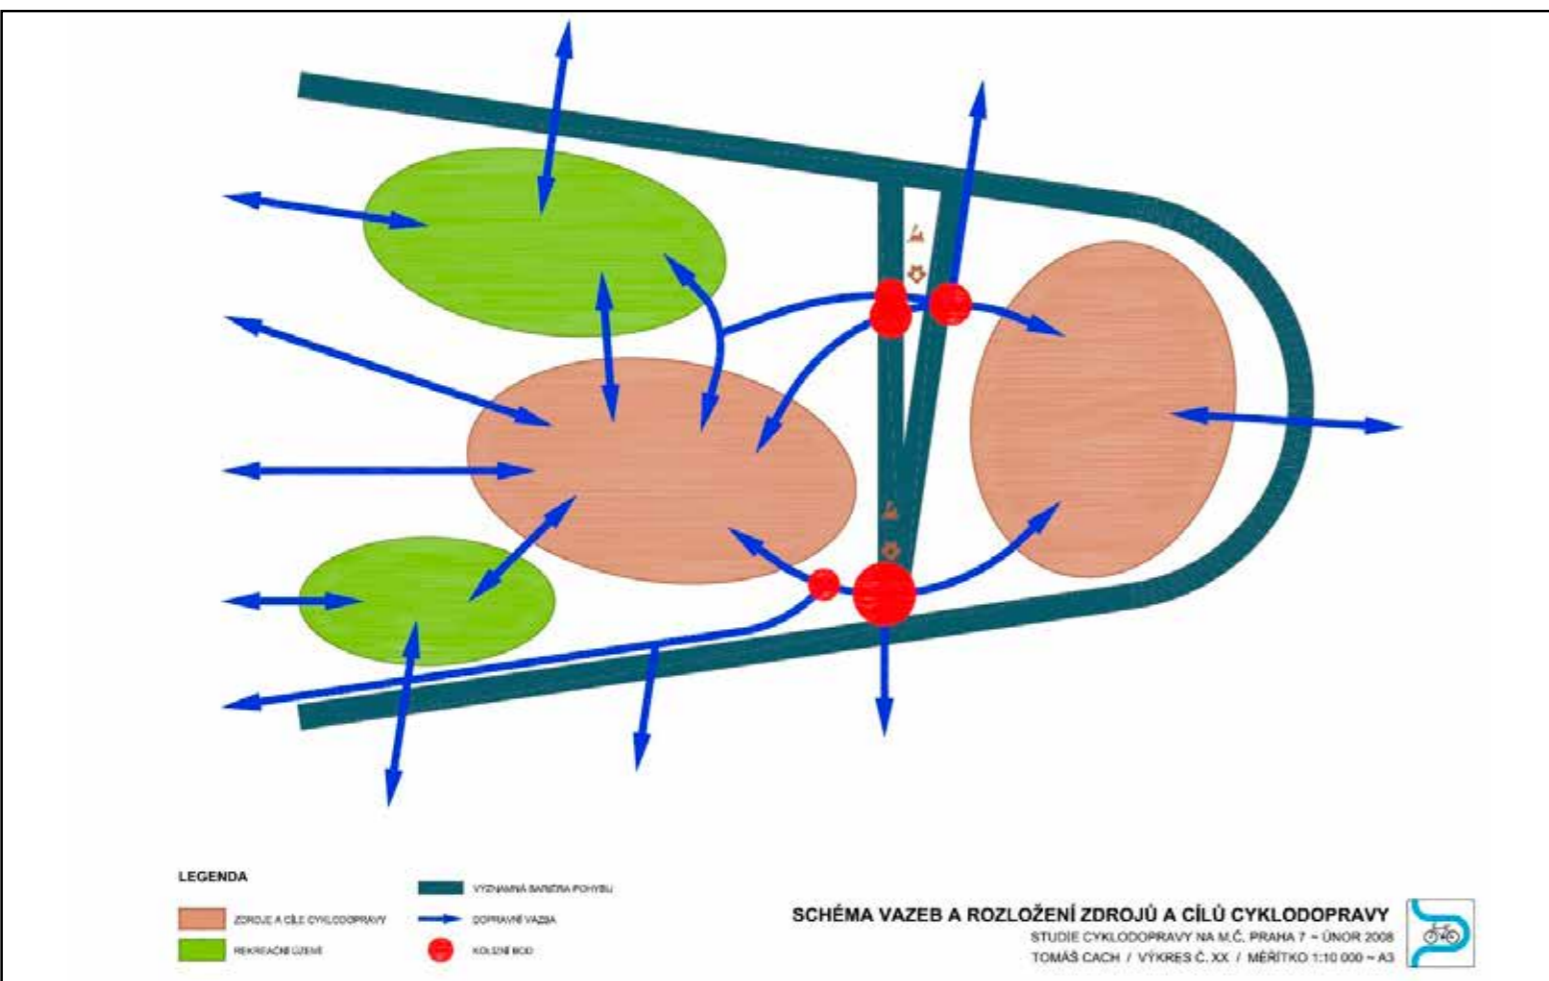 LEGENDA
VÝZNAMNÁ BARIÉRA POHYBU
ZDROJE A CÍLE CYKLODOPRAVY
DOPRAVNÍ VAZBA
REKREAČNÍ ÚZEMÍ
KOLIZNÍ BOD
SCHÉMA VAZEB A ROZLOŽENÍ ZDROJŮ A CÍLŮ CYKLODOPRAVY
STUDIE CYKLODOPRAVY NA M.Č. PRAHA 7 ~ ÚNOR 2008
TOMÁŠ CACH / VÝKRES Č. XX / MĚŘÍTKO 1:10 000 ~ A3